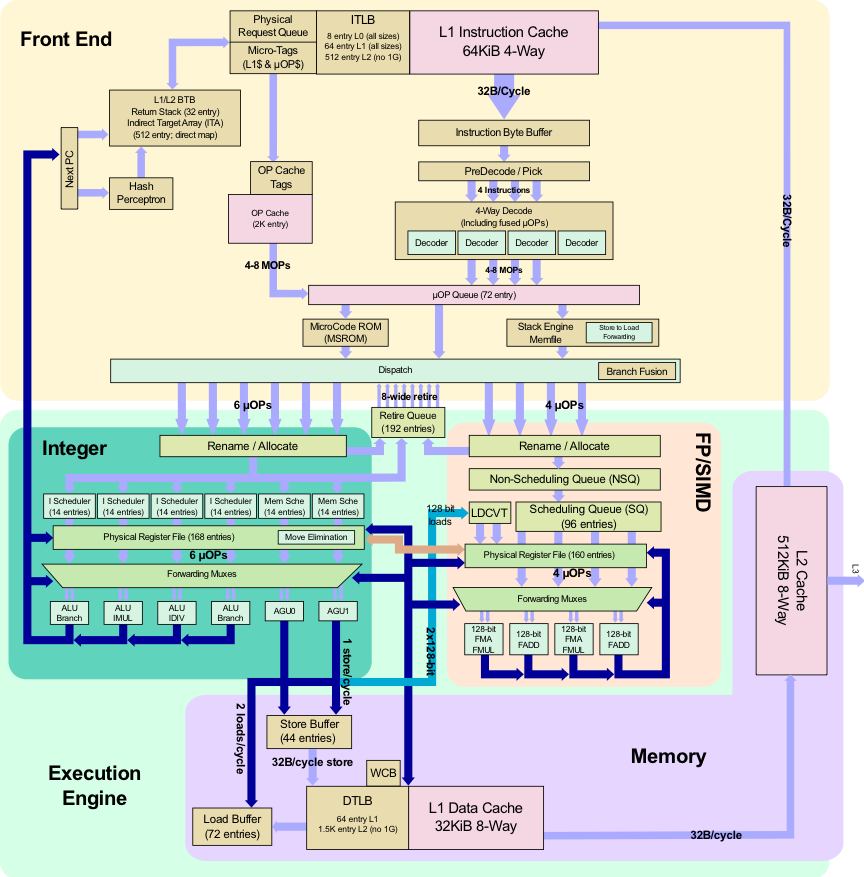 Front End
Physical
Request Queue
Micro-Tags
(L1$ & µOP$)
ITLB
8 entry L0 (all sizes)
64 entry L1 (all sizes)
512 entry L2 (no 1G)
L1 Instruction Cache
64KiB 4-Way
32B/Cycle
32B/Cycle
L1/L2 BTB
Return Stack (32 entry)
Indirect Target Array (ITA)
(512 entry; direct map)
Next PC
Hash
Perceptron
Instruction Byte Buffer
PreDecode / Pick
4 Instructions
OP Cache
Tags
OP Cache
(2K entry)
4-Way Decode
(Including fused µOPs)
Decoder
Decoder
Decoder
Decoder
4-8 MOPs
4-8 MOPs
µOP Queue (72 entry)
MicroCode ROM
(MSROM)
Stack Engine
Memfile
Store to Load
Forwarding
Dispatch
Branch Fusion
6 µOPs
8-wide retire
4 µOPs
Retire Queue
(192 entries)
Integer
Rename / Allocate
Rename / Allocate
FP/SIMD
Non-Scheduling Queue (NSQ)
I Scheduler
(14 entries)
I Scheduler
(14 entries)
I Scheduler
(14 entries)
I Scheduler
(14 entries)
Mem Sche
(14 entries)
Mem Sche
(14 entries)
128 bit
loads
LDCVT
Scheduling Queue (SQ)
(96 entries)
Physical Register File (168 entries)
Move Elimination
6 µOPs
Forwarding Muxes
Physical Register File (160 entries)
4 µOPs
Forwarding Muxes
ALU
Branch
ALU
IMUL
ALU
IDIV
ALU
Branch
AGU0
AGU1
128-bit
FMA
FMUL
128-bit
FADD
128-bit
FMA
FMUL
128-bit
FADD
L2 Cache
512KiB 8-Way
L3
1 store/cycle
2x128-bit
2 loads/cycle
Store Buffer
(44 entries)
32B/cycle store
WCB
Memory
Execution
Engine
Load Buffer
(72 entries)
DTLB
64 entry L1
1.5K entry L2 (no 1G)
L1 Data Cache
32KiB 8-Way
32B/cycle